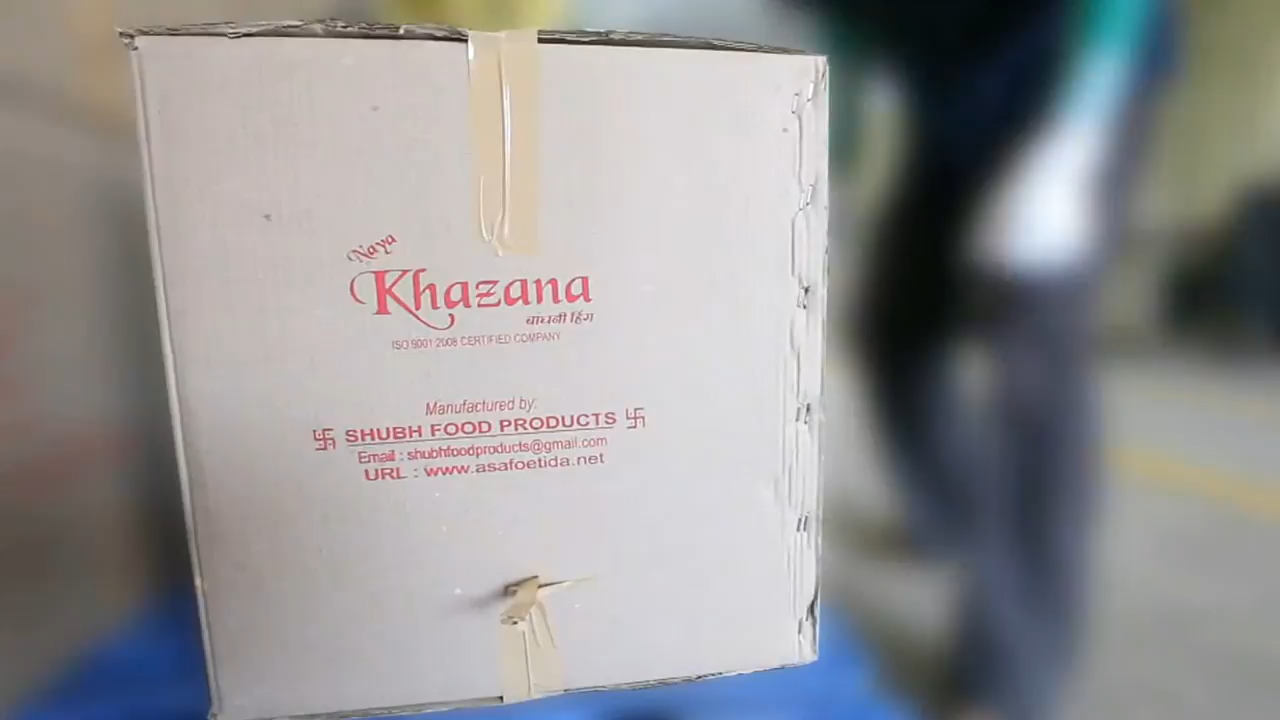 Naya
Khazana
बांधनी हिंग
ISO 9001:2008 CERTIFIED COMPANY
Manufactured by:
卐 SHUBH FOOD PRODUCTS 卐
Email : shubhfoodproducts@gmail.com
URL : www.asafoetida.net